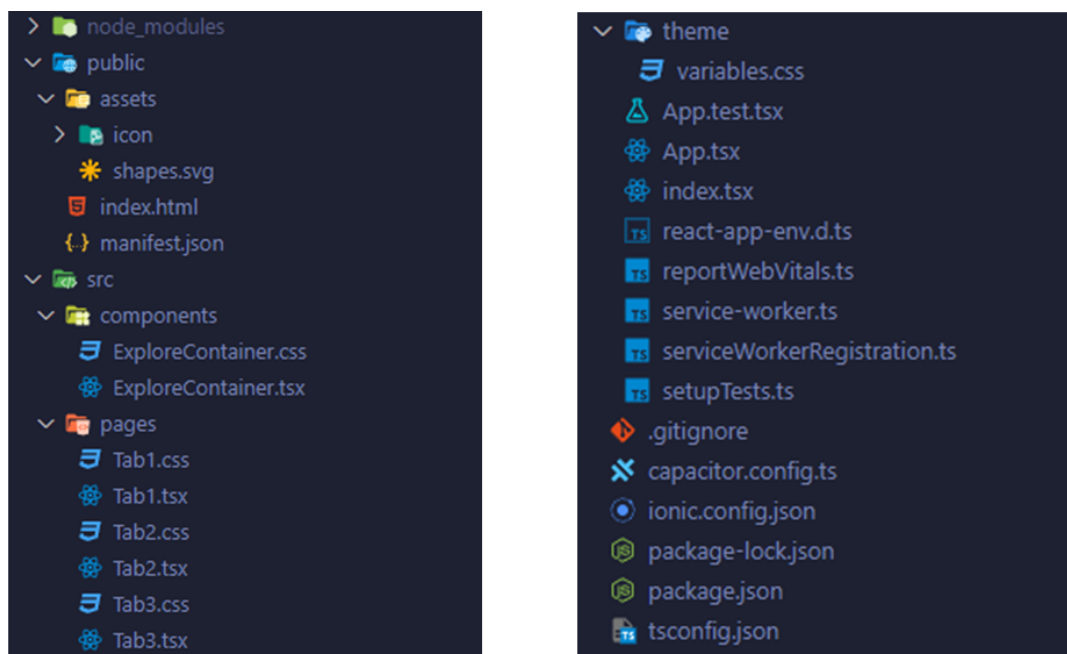 node_modules
public
assets
icon
shapes.svg
index.html
manifest.json
src
components
ExploreContainer.css
ExploreContainer.tsx
pages
Tab1.css
Tab1.tsx
Tab2.css
Tab2.tsx
Tab3.css
Tab3.tsx
theme
variables.css
App.test.tsx
App.tsx
index.tsx
react-app-env.d.ts
reportWebVitals.ts
service-worker.ts
serviceWorkerRegistration.ts
setupTests.ts
.gitignore
capacitor.config.ts
ionic.config.json
package-lock.json
package.json
tsconfig.json